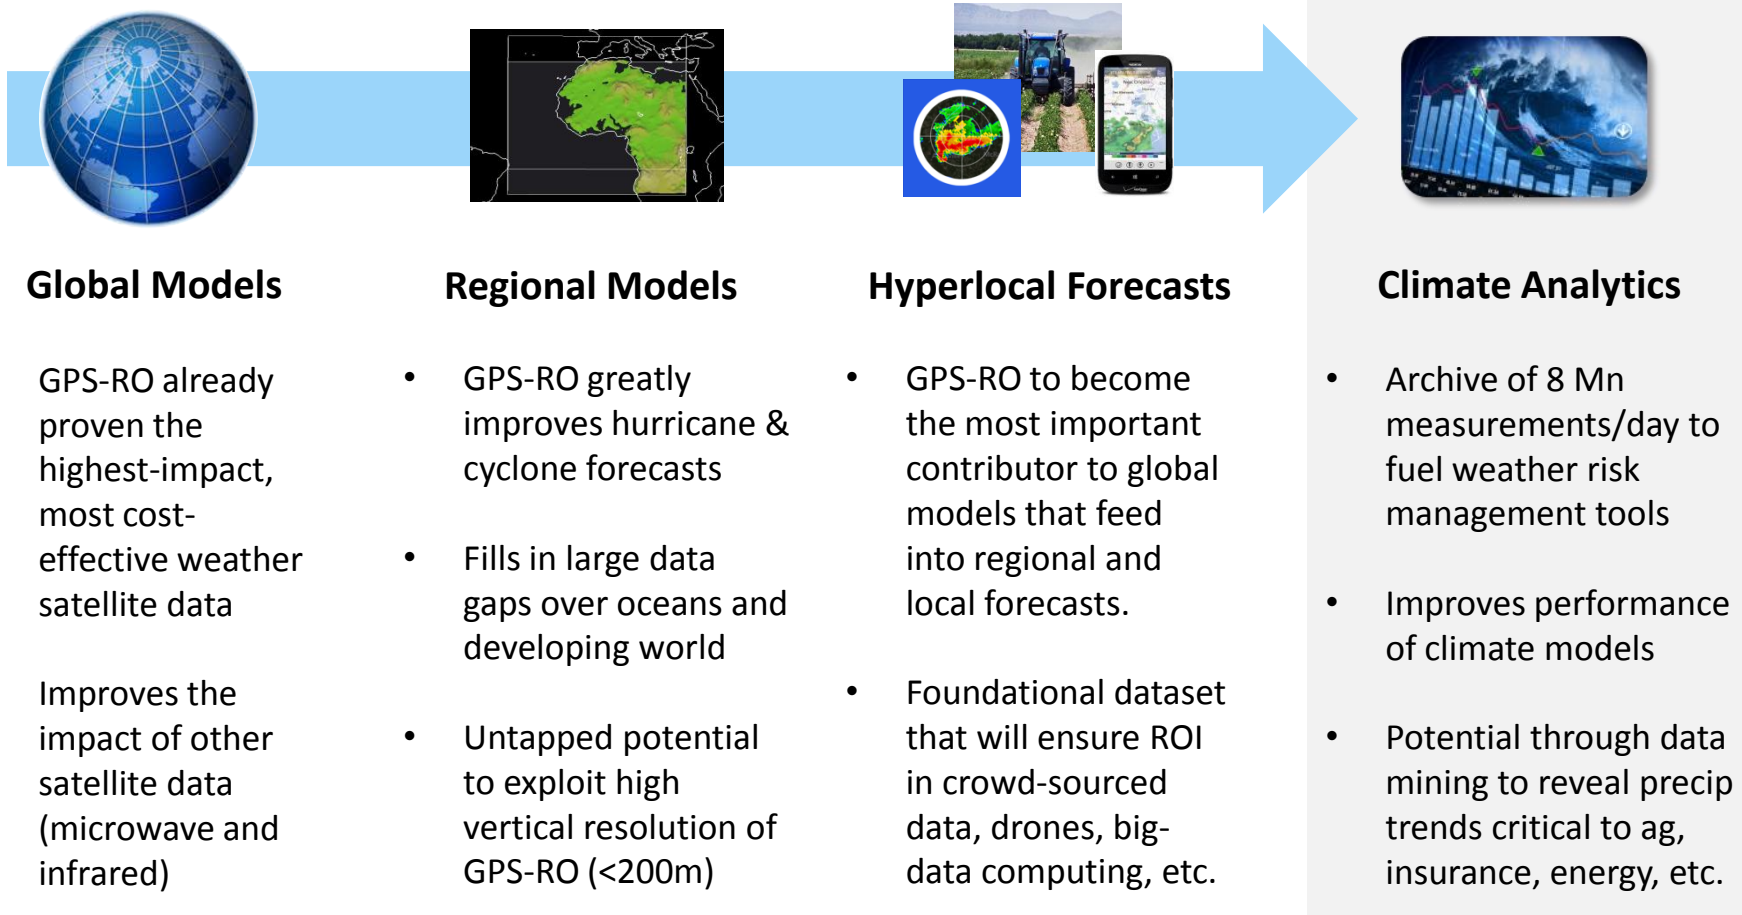 Global Models
GPS-RO already
proven the
highest-impact,
most cost-
effective weather
satellite data
Improves the
impact of other
satellite data
(microwave and
infrared)
Regional Models
• GPS-RO greatly
improves hurricane &
cyclone forecasts
• Fills in large data
gaps over oceans and
developing world
• Untapped potential
to exploit high
vertical resolution of
GPS-RO (<200m)
Hyperlocal Forecasts
• GPS-RO to become
the most important
contributor to global
models that feed
into regional and
local forecasts.
• Foundational dataset
that will ensure ROI
in crowd-sourced
data, drones, big-
data computing, etc.
Climate Analytics
• Archive of 8 Mn
measurements/day to
fuel weather risk
management tools
• Improves performance
of climate models
• Potential through data
mining to reveal precip
trends critical to ag,
insurance, energy, etc.